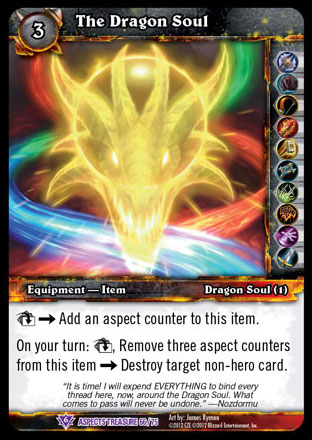 The Dragon Soul
3
Equipment — Item
Dragon Soul (1)
➞ Add an aspect counter to this item.
On your turn: , Remove three aspect counters
from this item ➞ Destroy target non-hero card.
“It is time! I will expend EVERYTHING to bind every
thread here, now, around the Dragon Soul. What
comes to pass will never be undone.” —Nozdormu
ASPECTS TREASURE 66/75
Art by: James Ryman
©2012 CZE ©2012 Blizzard Entertainment, Inc.